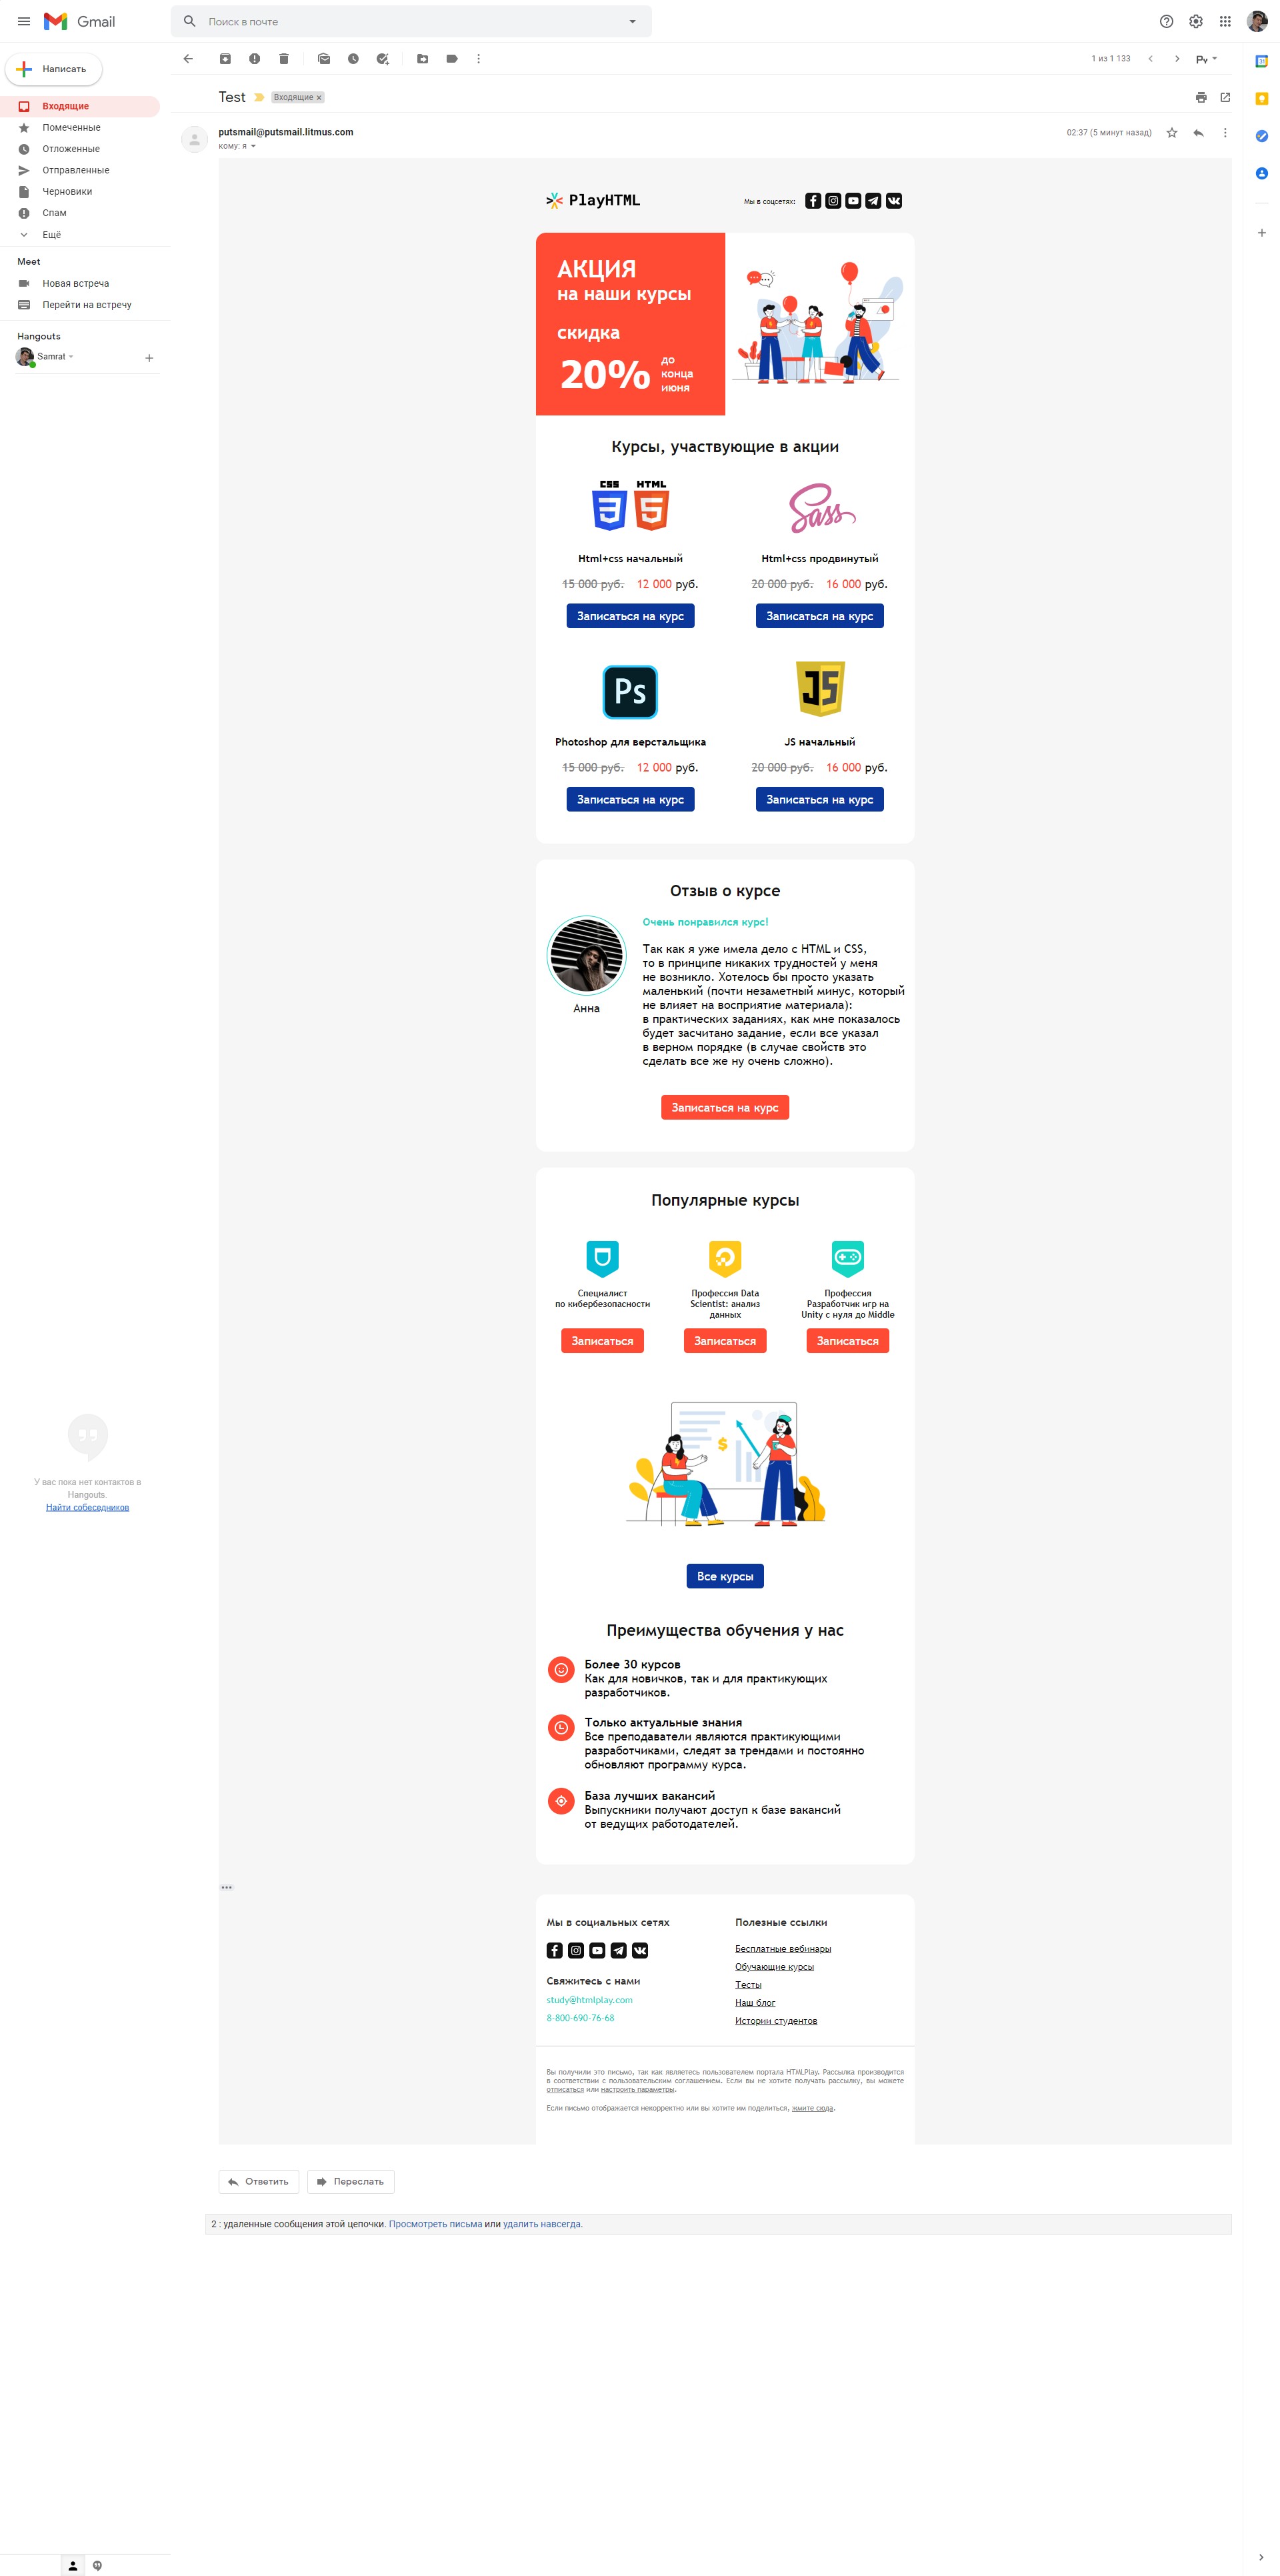 Gmail
Поиск в почте
Написать
1 из 1 133
Входящие
Помеченные
Отложенные
Отправленные
Черновики
Спам
Ещё
Meet
Новая встреча
Перейти на встречу
Hangouts
Samrat
У вас пока нет контактов в
Hangouts.
Найти собеседников
Test
Входящие ×
putsmail@putsmail.litmus.com
02:37 (5 минут назад)
кому: я
PlayHTML
Мы в соцсетях:
АКЦИЯ
на наши курсы
скидка
20%
до
конца
июня
Курсы, участвующие в акции
CSS
HTML
3
5
Sass
Html+css начальный
Html+css продвинутый
15 000 руб. 12 000 руб.
20 000 руб. 16 000 руб.
Записаться на курс
Записаться на курс
Ps
JS
Photoshop для верстальщика
JS начальный
15 000 руб. 12 000 руб.
20 000 руб. 16 000 руб.
Записаться на курс
Записаться на курс
Отзыв о курсе
Анна
Очень понравился курс!
Так как я уже имела дело с HTML и CSS,
то в принципе никаких трудностей у меня
не возникло. Хотелось бы просто указать
маленький (почти незаметный минус, который
не влияет на восприятие материала):
в практических заданиях, как мне показалось
будет засчитано задание, если все указал
в верном порядке (в случае свойств это
сделать все же ну очень сложно).
Записаться на курс
Популярные курсы
Специалист
по кибербезопасности
Профессия Data
Scientist: анализ
данных
Профессия
Разработчик игр на
Unity с нуля до Middle
Записаться
Записаться
Записаться
$
Все курсы
Преимущества обучения у нас
Более 30 курсов
Как для новичков, так и для практикующих
разработчиков.
Только актуальные знания
Все преподаватели являются практикующими
разработчиками, следят за трендами и постоянно
обновляют программу курса.
База лучших вакансий
Выпускники получают доступ к базе вакансий
от ведущих работодателей.
Мы в социальных сетях
Свяжитесь с нами
study@htmlplay.com
8-800-690-76-68
Полезные ссылки
Бесплатные вебинары
Обучающие курсы
Тесты
Наш блог
Истории студентов
Вы получили это письмо, так как являетесь пользователем портала HTMLPlay. Рассылка производится
в соответствии с пользовательским соглашением. Если вы не хотите получать рассылку, вы можете
отписаться или настроить параметры.
Если письмо отображается некорректно или вы хотите им поделиться, жмите сюда.
Ответить
Переслать
2 : удаленные сообщения этой цепочки. Просмотреть письма или удалить навсегда.